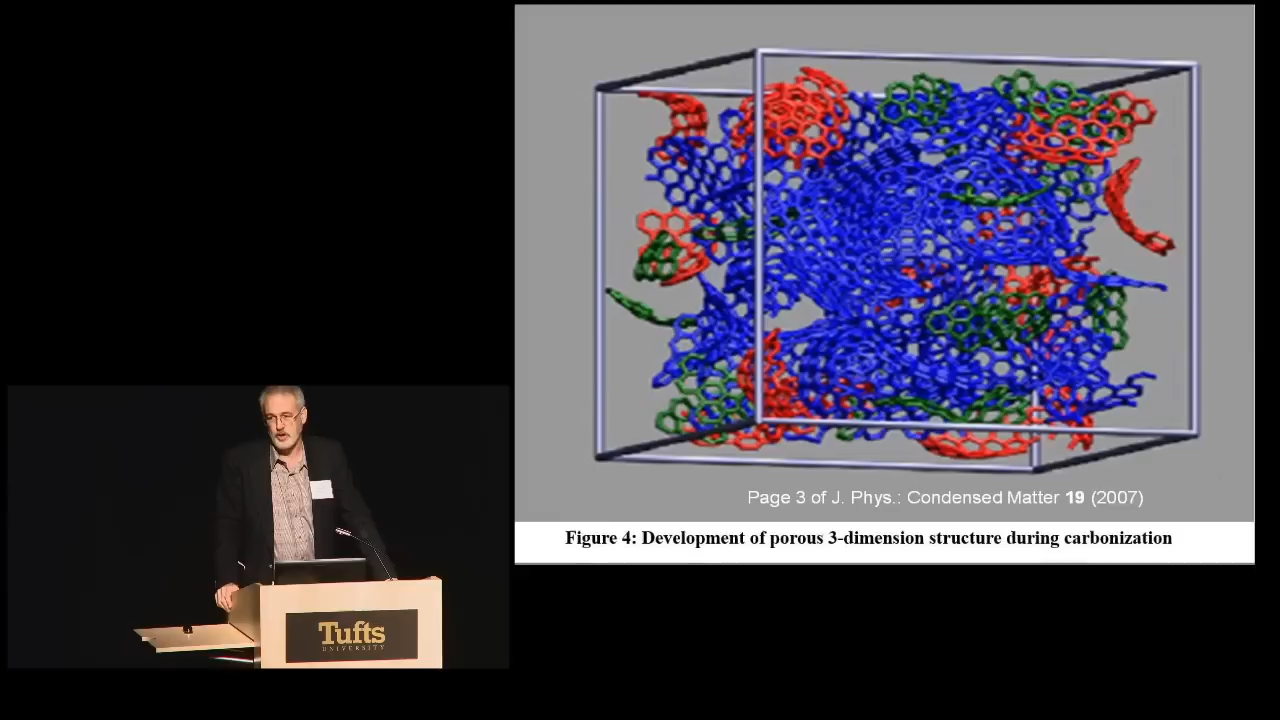 Page 3 of J. Phys.: Condensed Matter 19 (2007)
Figure 4: Development of porous 3-dimension structure during carbonization
Tufts
UNIVERSITY